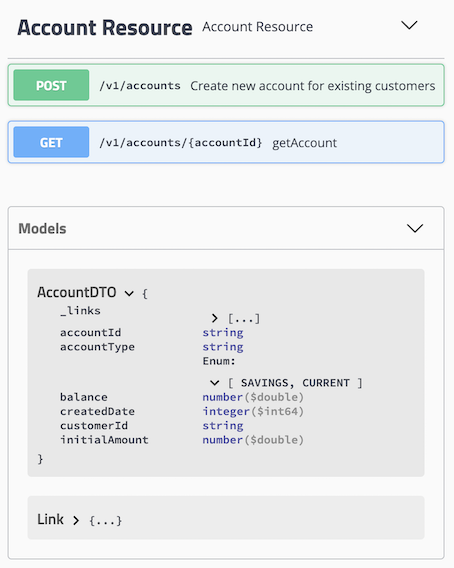 Account Resource Account Resource
POST /v1/accounts Create new account for existing customers
GET /v1/accounts/{accountId} getAccount
Models
AccountDTO {
_links [...]
accountId string
accountType string
Enum:
[ SAVINGS, CURRENT ]
balance number($double)
createdDate integer($int64)
customerId string
initialAmount number($double)
}
Link {...}